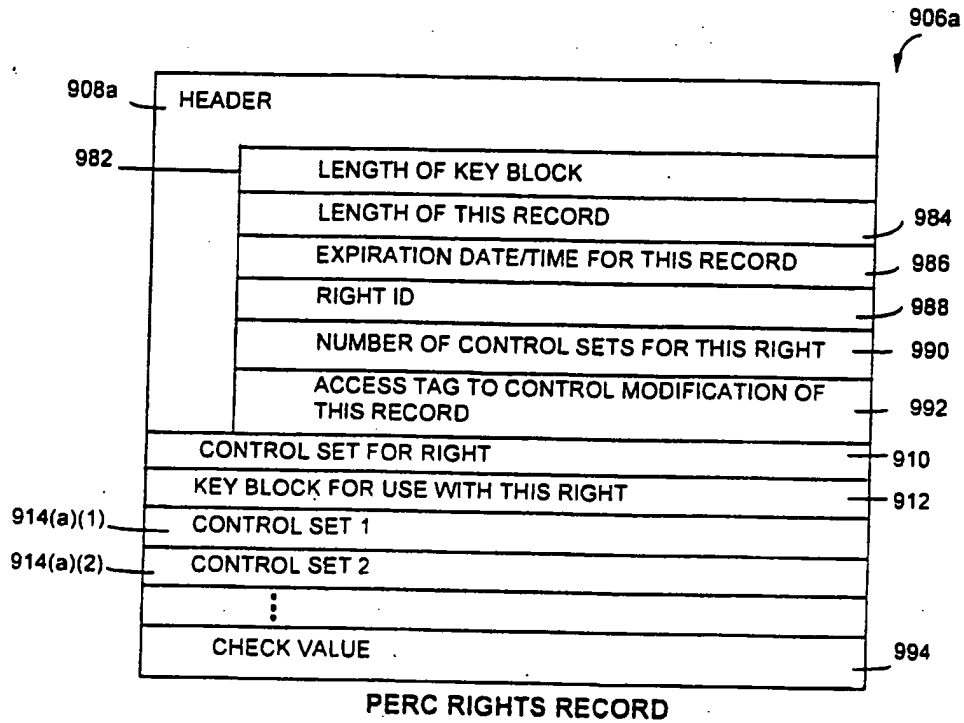 906a
908a
HEADER
982
LENGTH OF KEY BLOCK
LENGTH OF THIS RECORD
984
EXPIRATION DATE/TIME FOR THIS RECORD
986
RIGHT ID
988
NUMBER OF CONTROL SETS FOR THIS RIGHT
990
ACCESS TAG TO CONTROL MODIFICATION OF
THIS RECORD
992
CONTROL SET FOR RIGHT
910
KEY BLOCK FOR USE WITH THIS RIGHT
912
914(a)(1)
CONTROL SET 1
914(a)(2)
CONTROL SET 2
CHECK VALUE
994
PERC RIGHTS RECORD